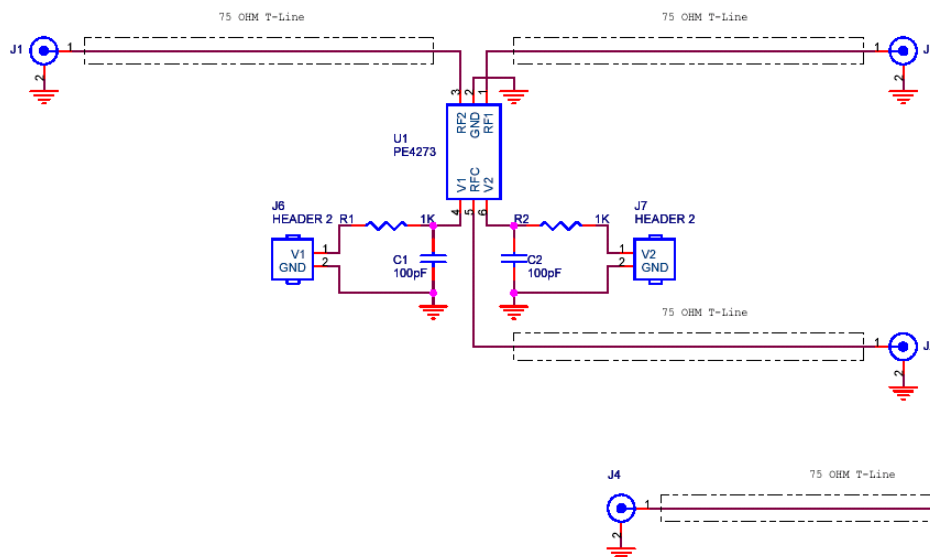 75 OHM T-Line
75 OHM T-Line
J1
1
2
1
J
2
3
2
1
RF2
GND
RF1
U1
PE4273
V1
RFC
V2
4
5
6
J6
HEADER 2
R1
1K
R2
1K
J7
HEADER 2
V1
GND
1
2
C1
100pF
C2
100pF
1
2
V2
GND
75 OHM T-Line
1
J
2
J4
75 OHM T-Line
1
2